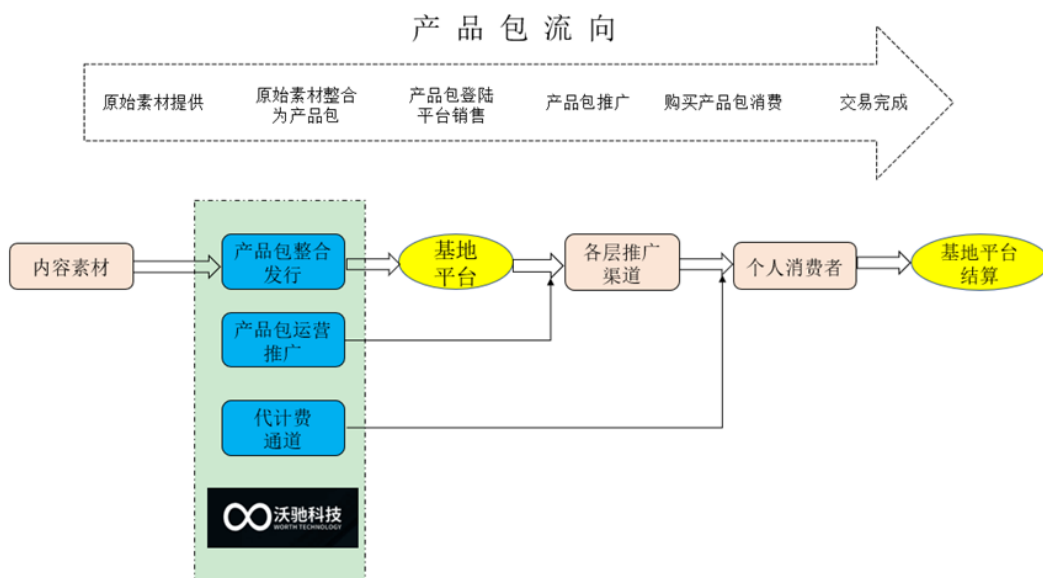 产品包流向
原始素材提供
原始素材整合
为产品包
产品包登陆
平台销售
产品包推广
购买产品包消费
交易完成
内容素材
产品包整合
发行
基地
平台
各层推广
渠道
个人消费者
基地平台
结算
产品包运营
推广
代计费
通道
沃驰科技
WORTH TECHNOLOGY